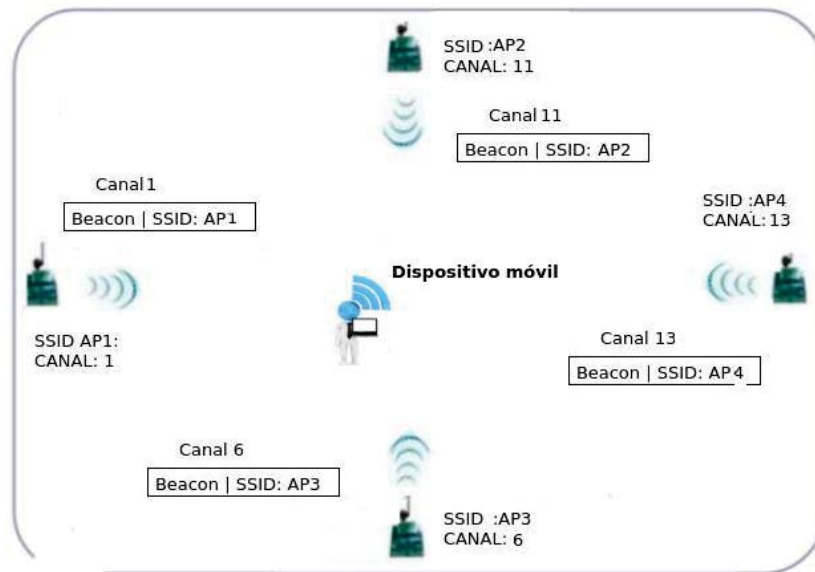 SSID :AP2
CANAL: 11
Canal 11
Beacon | SSID: AP2
Canal 1
Beacon | SSID: AP1
SSID :AP4
CANAL: 13
Dispositivo móvil
SSID AP1:
CANAL: 1
Canal 13
Beacon | SSID: AP4
Canal 6
Beacon | SSID: AP3
SSID :AP3
CANAL: 6